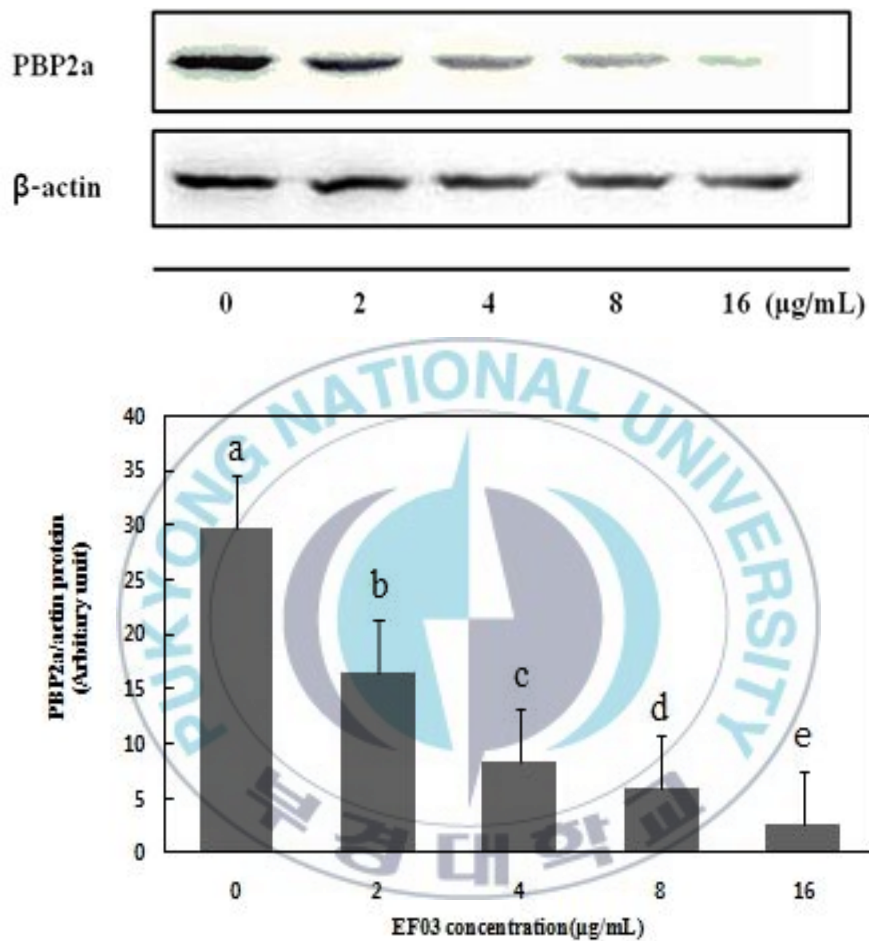 PBP2a
β-actin
0 2 4 8 16 (μg/mL)
PUKYONG NATIONAL UNIVERSITY
부경대학교
PBP2a/actin protein
(Arbitary unit)
40
35
30
25
20
15
10
5
0
a
b
c
d
e
0 2 4 8 16
EF03 concentration(μg/mL)